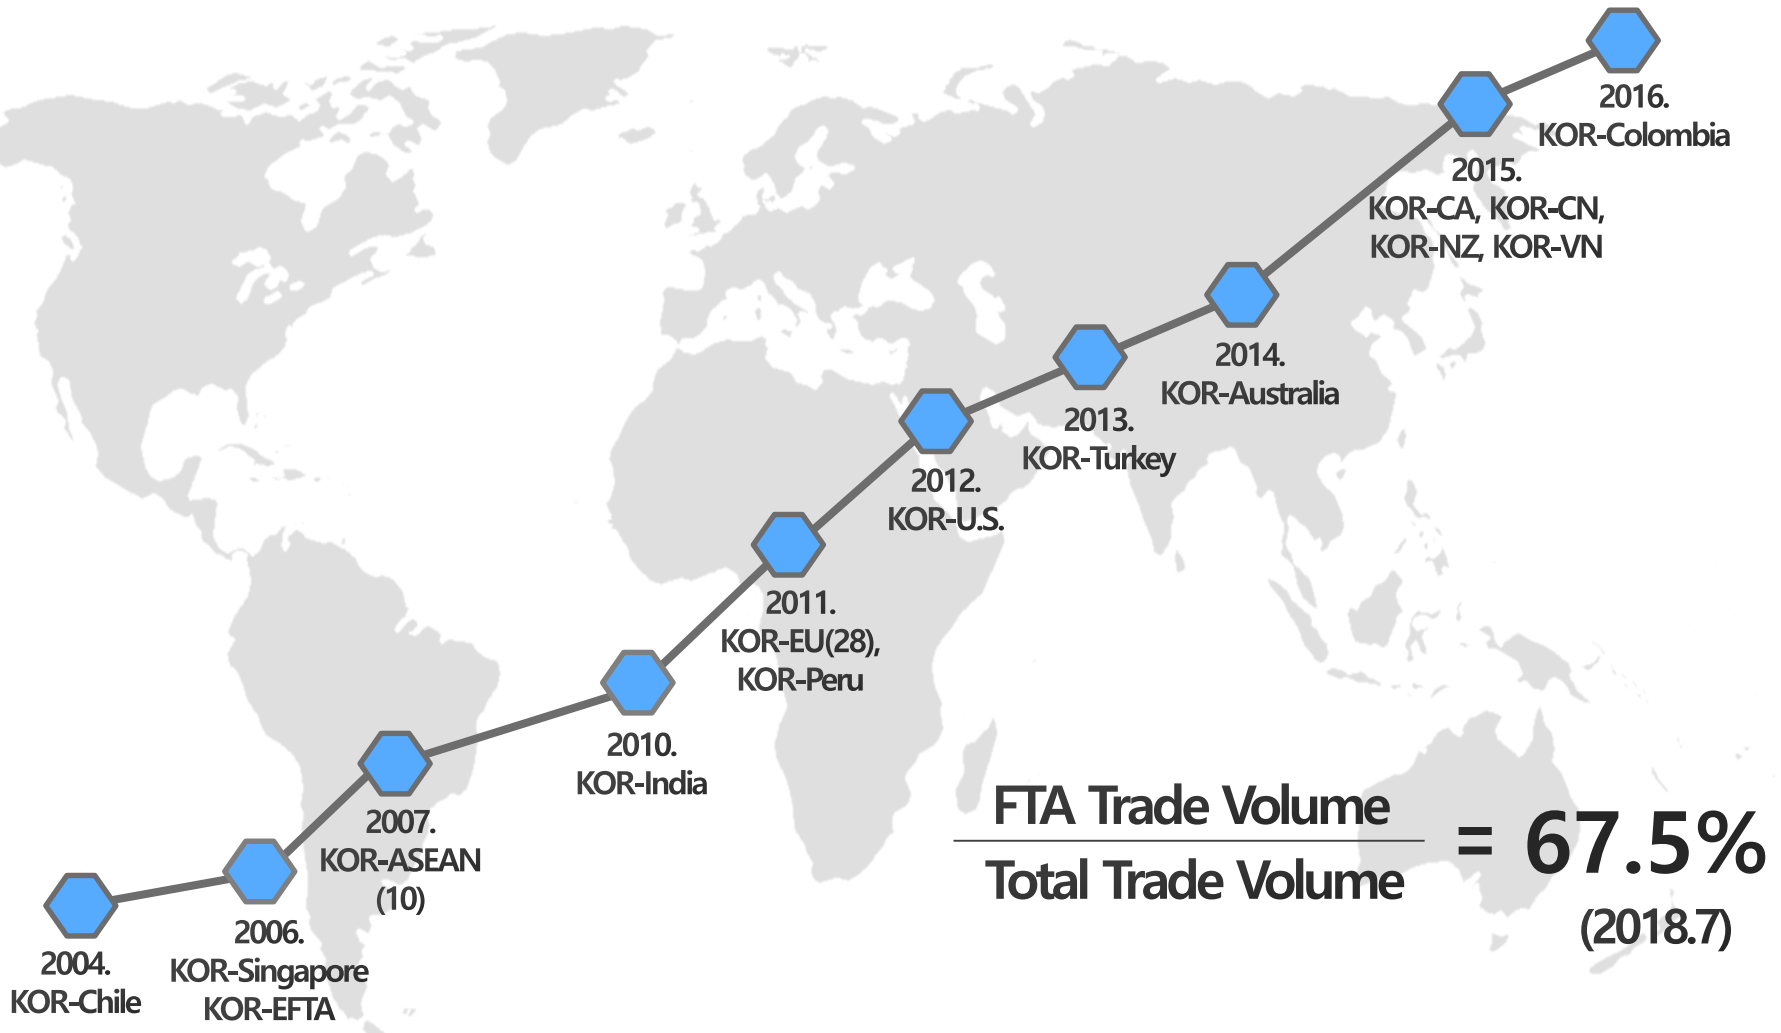 2004.
KOR-Chile
2006.
KOR-Singapore
KOR-EFTA
2007.
KOR-ASEAN
(10)
2010.
KOR-India
2011.
KOR-EU(28),
KOR-Peru
2012.
KOR-U.S.
2013.
KOR-Turkey
2014.
KOR-Australia
2015.
KOR-CA, KOR-CN,
KOR-NZ, KOR-VN
2016.
KOR-Colombia
FTA Trade Volume
Total Trade Volume
= 67.5%
(2018.7)